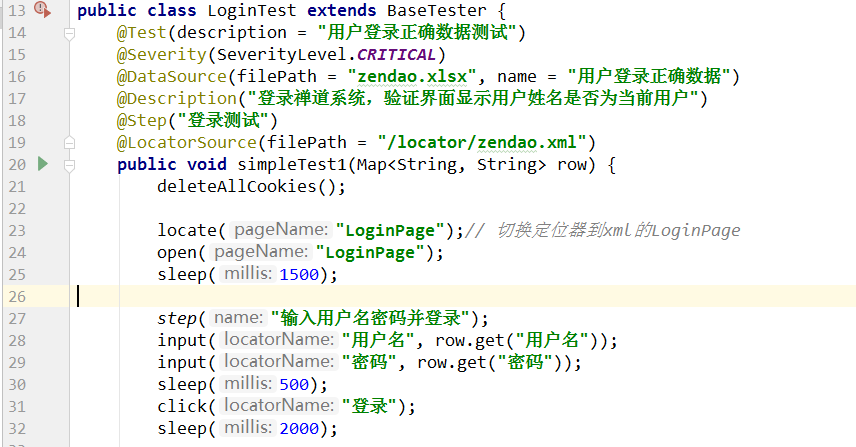 13 public class LoginTest extends BaseTester {
14 @Test(description = "用户登录正确数据测试")
15 @Severity(SeverityLevel.CRITICAL)
16 @DataSource(filePath = "zendao.xlsx", name = "用户登录正确数据")
17 @Description("登录禅道系统，验证界面显示用户姓名是否为当前用户")
18 @Step("登录测试")
19 @LocatorSource(filePath = "/locator/zendao.xml")
20 public void simpleTest1(Map<String, String> row) {
21 deleteAllCookies();
22
23 locate( pageName: "LoginPage");// 切换定位器到xml的LoginPage
24 open( pageName: "LoginPage");
25 sleep( millis: 1500);
26
27 step( name: "输入用户名密码并登录");
28 input( locatorName: "用户名", row.get("用户名"));
29 input( locatorName: "密码", row.get("密码"));
30 sleep( millis: 500);
31 click( locatorName: "登录");
32 sleep( millis: 2000);